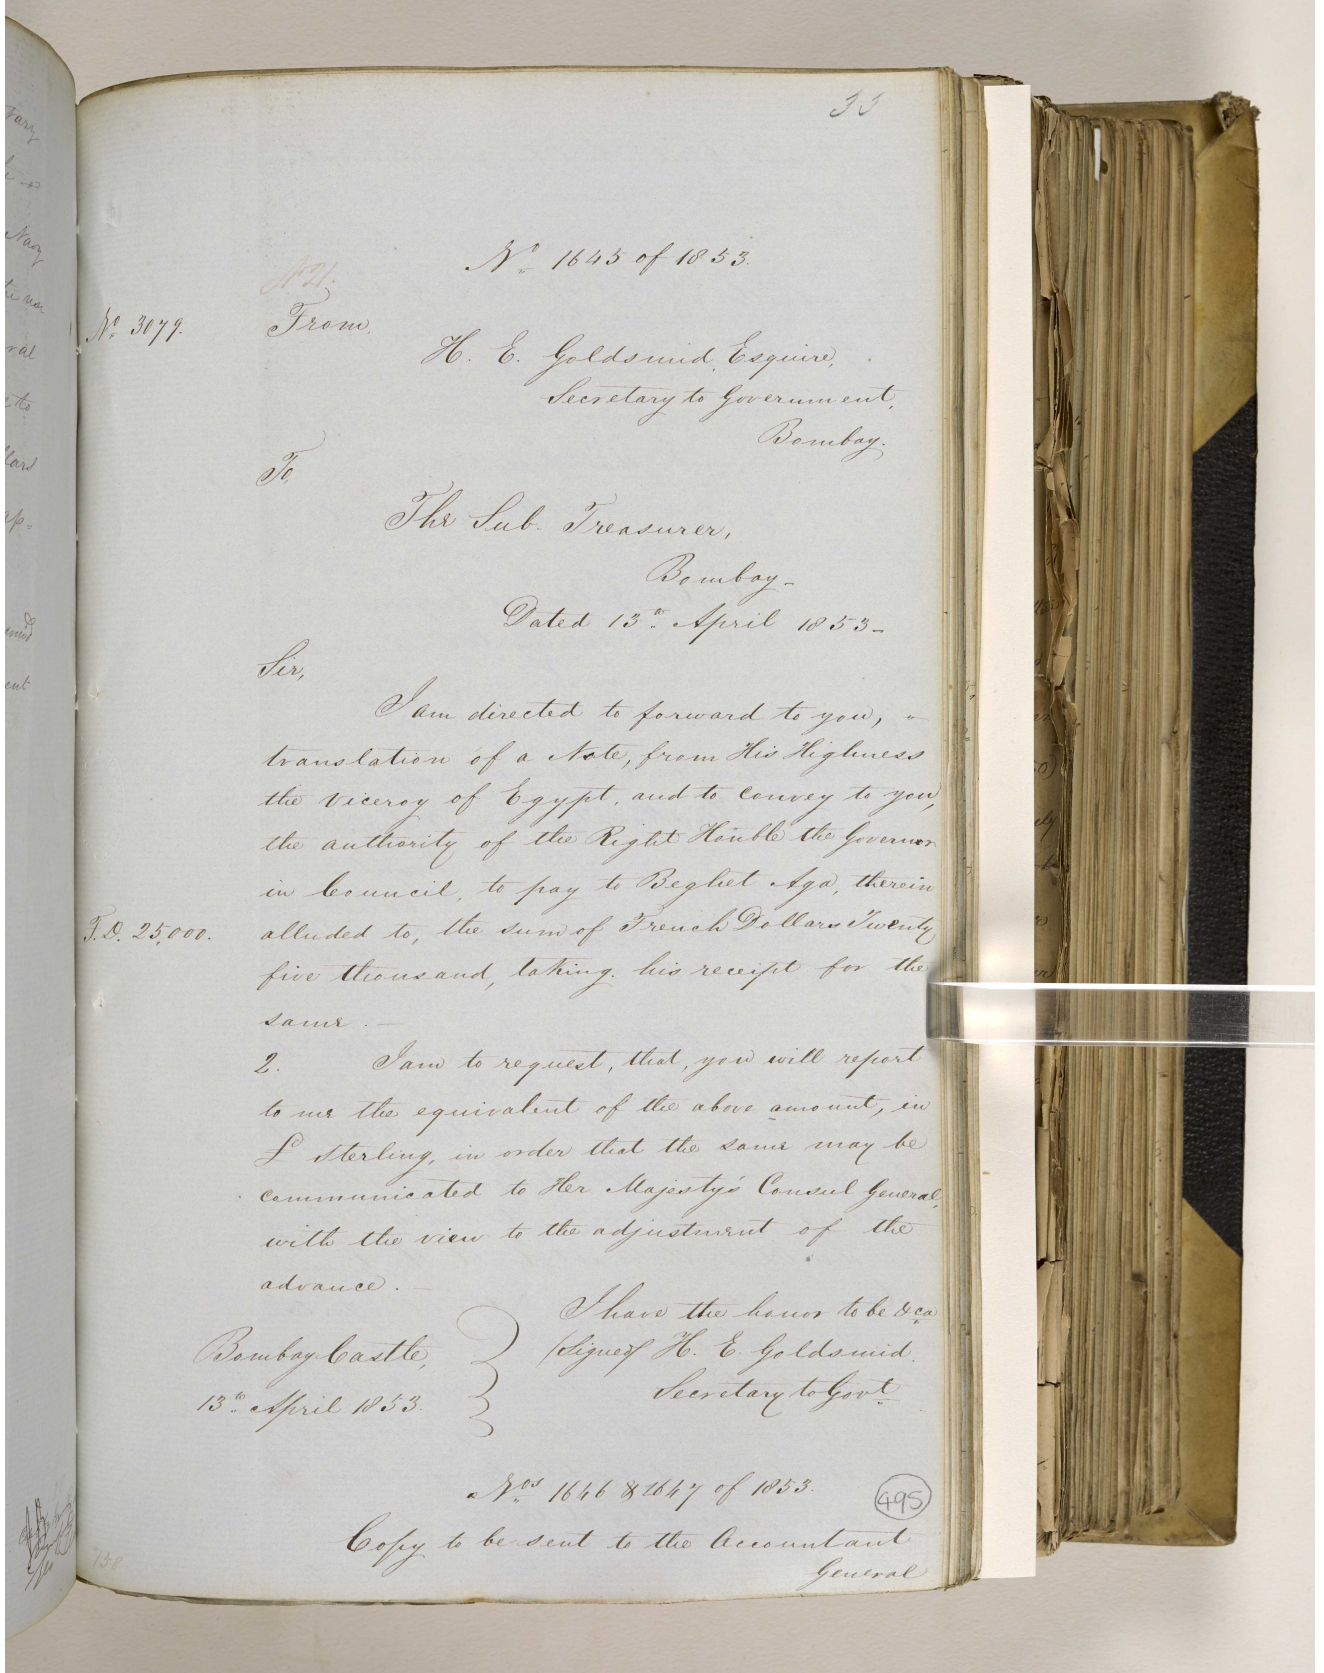 33
No. 1645 of 1853.
No. 3079.
From
H. E. Goldsmid, Esquire,
Secretary to Government,
Bombay.
To
The Sub. Treasurer,
Bombay -
Dated 13th April 1853 -
Sir,
I am directed to forward to you, "
translation of a Note, from His Highness
the Viceroy of Egypt, and to convey to you,
the authority of the Right Honble the Governor
in Council, to pay to Beghet Aga, therein
F.D. 25,000.
alluded to, the sum of French Dollars Twenty
five thousand, taking his receipt for the
same. -
2. I am to request, that, you will report
to me the equivalent of the above amount, in
£ sterling, in order that the same may be
communicated to Her Majesty's Consul General,
with the view to the adjustment of the
advance. -
I have the honor to be &ca
Bombay Castle,
(Signed) H. E. Goldsmid.
13th April 1853.
Secretary to Govt.
Nos 1646 & 1647 of 1853.
495
Copy to be sent to the Accountant
General